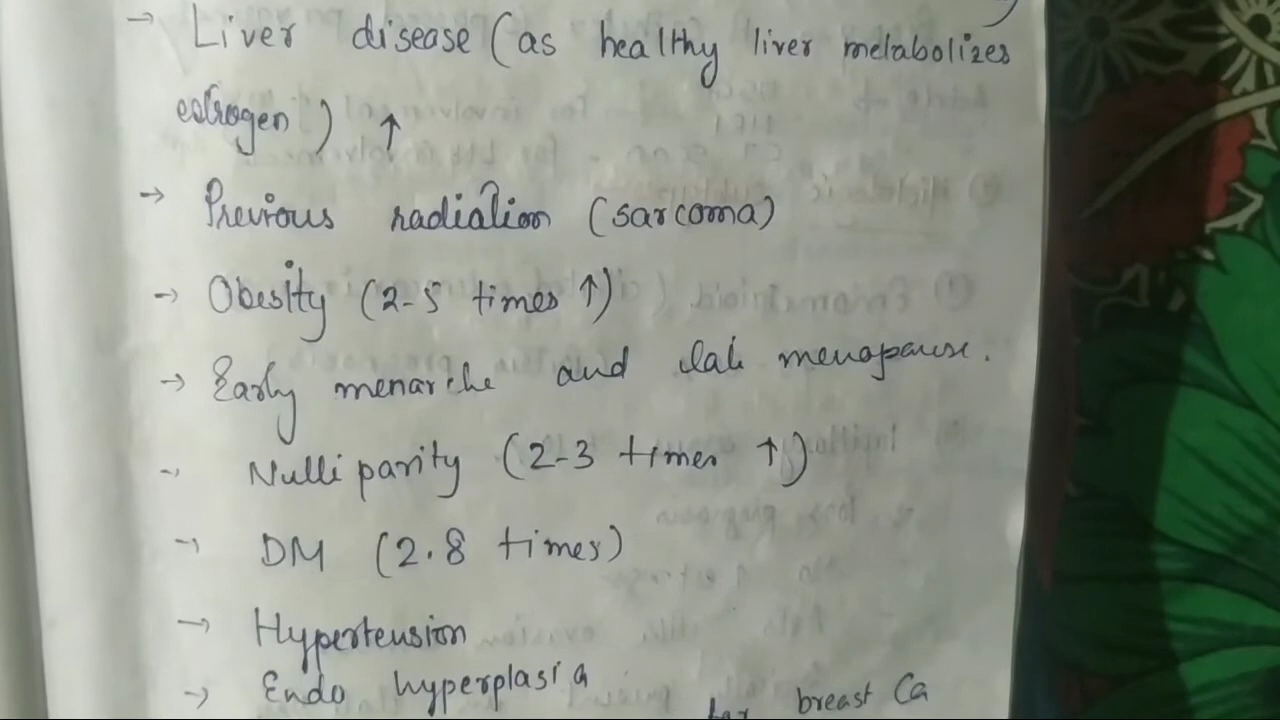 → Liver disease (as healthy liver metabolizes
estrogen) ↑
→ Previous radiation (sarcoma)
→ Obesity (2-5 times ↑)
→ Early menarche and late menopause.
→ Nulliparity (2-3 times ↑)
→ DM (2.8 times)
→ Hypertension
→ Endo hyperplasia
for breast Ca